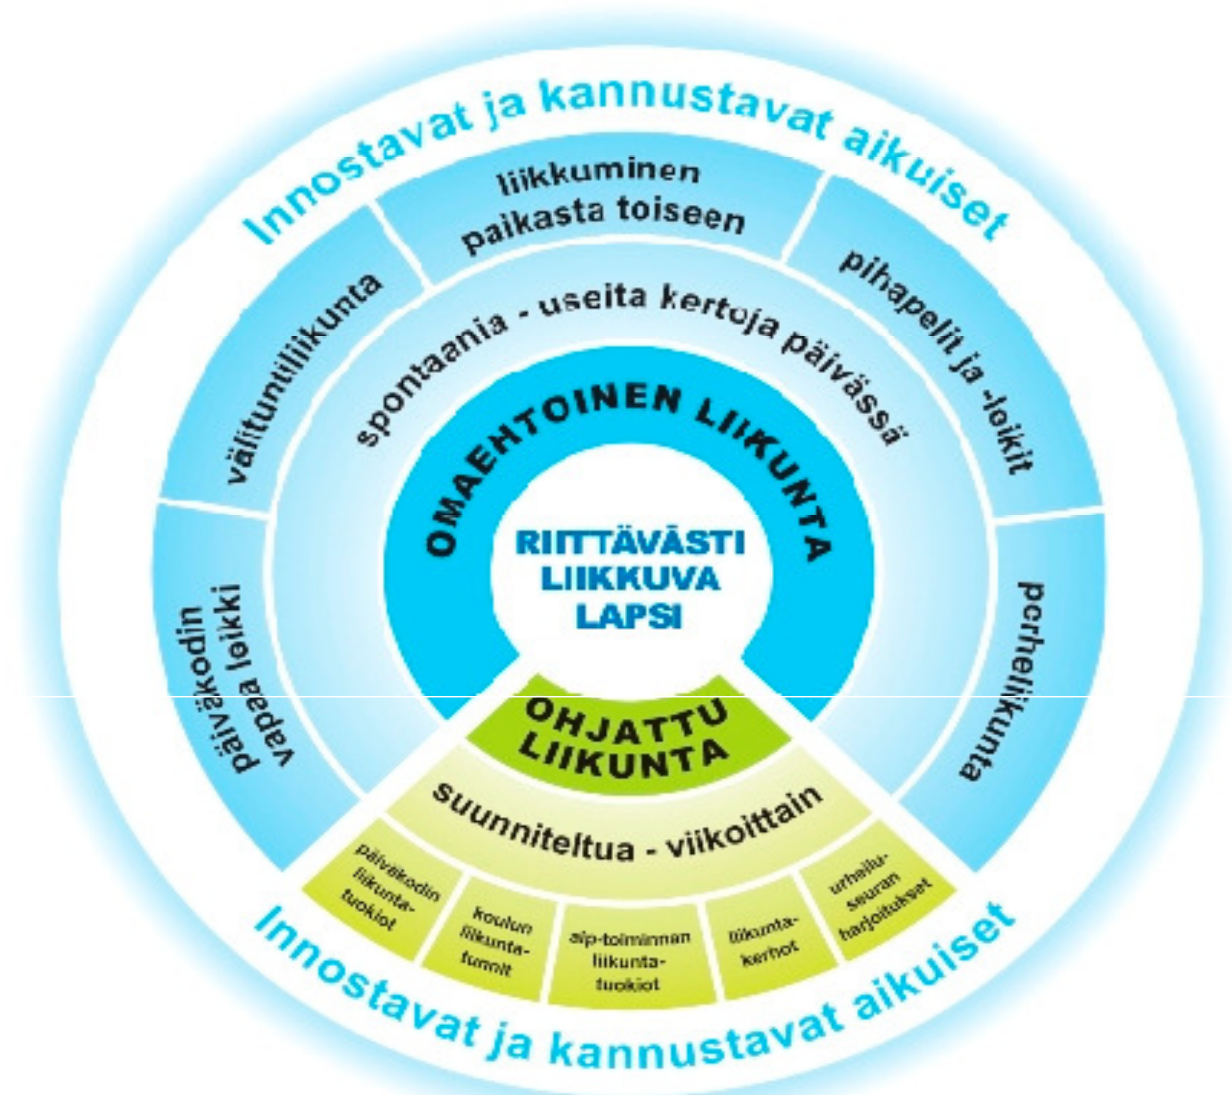 Innostavat ja kannustavat aikuiset
liikkuminen
paikasta toiseen
välituntiliikunta
pihapelit ja -leikit
spontaania - useita kertoja päivässä
OMAEHTOINEN LIIKUNTA
RIITTÄVÄSTI
LIIKKUVA
LAPSI
päiväkodin
vapaa leikki
perheliikunta
OHJATTU
LIIKUNTA
suunniteltua - viikoittain
päiväkodin
liikunta-
tuokiot
koulun
liikunta-
tunnit
aip-toiminnan
liikunta-
tuokiot
liikunta-
kerhot
urheilu-
seuran
harjoitukset
Innostavat ja kannustavat aikuiset